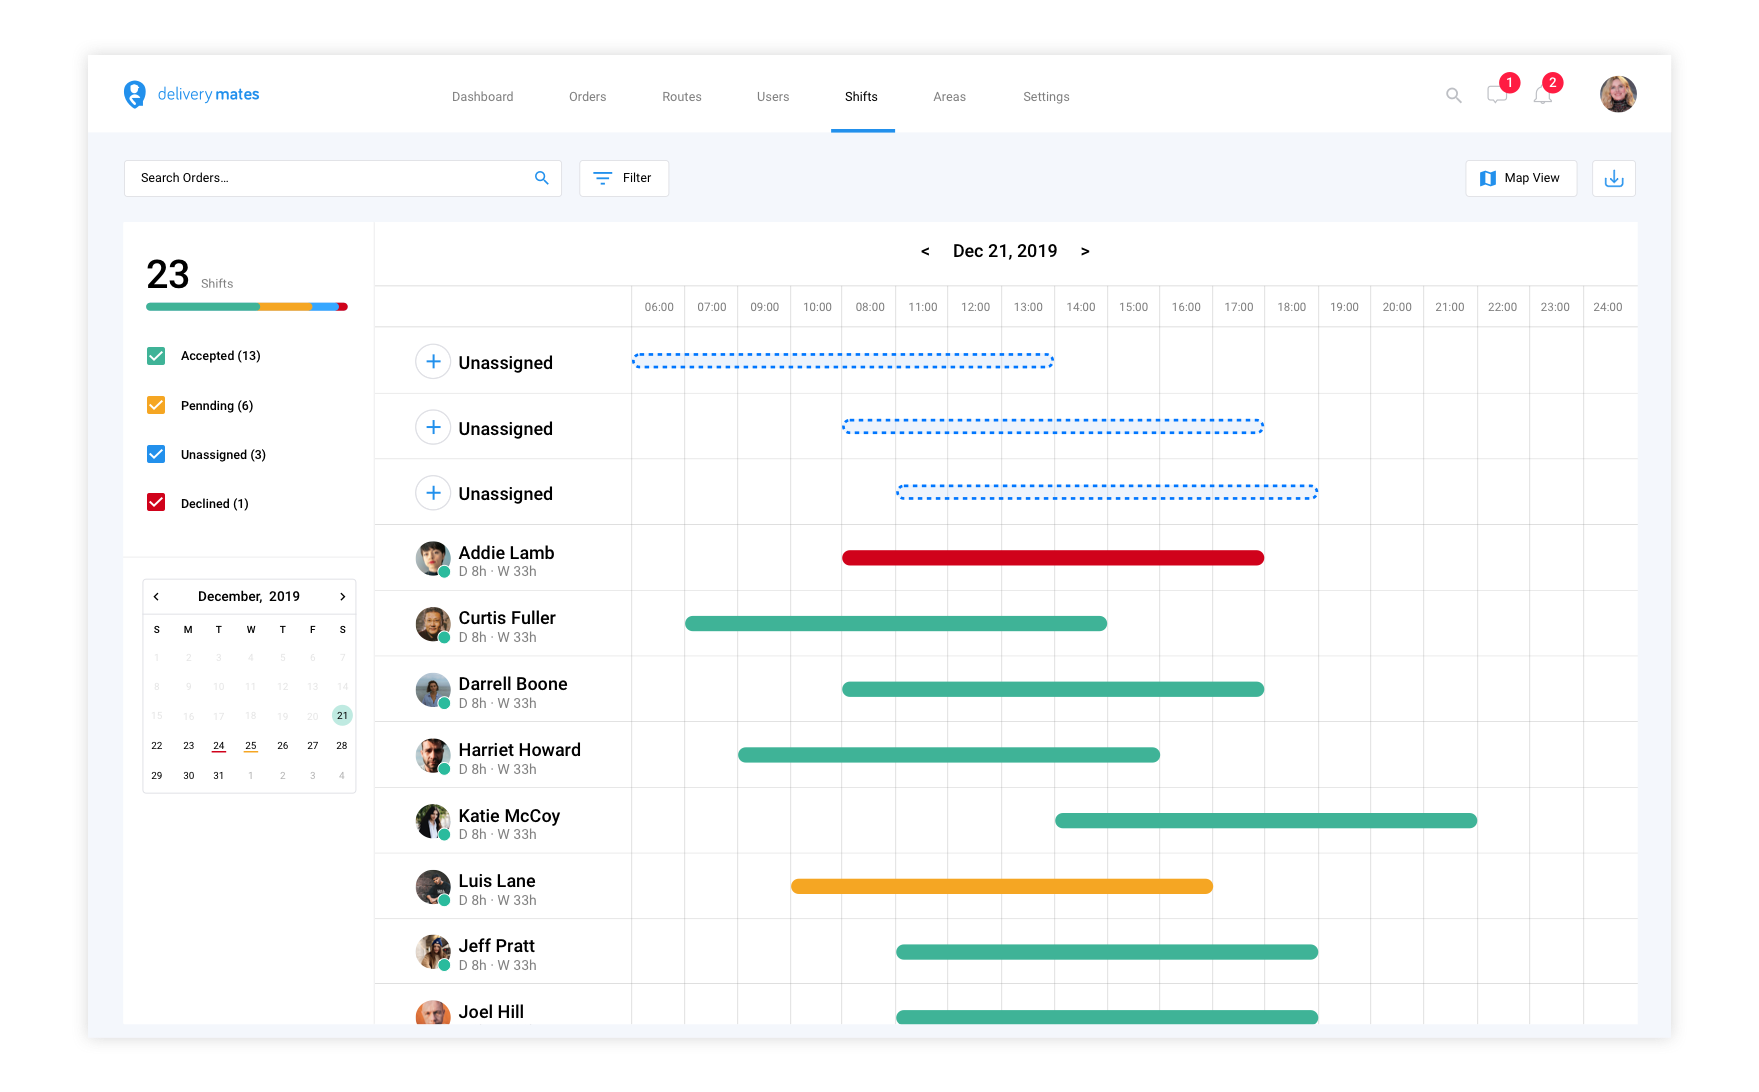 delivery mates
Dashboard Orders Routes Users Shifts Areas Settings
1 2
Search Orders...
Filter
Map View
23 Shifts
Accepted (13)
Pennding (6)
Unassigned (3)
Declined (1)
< December, 2019 >
S M T W T F S
1 2 3 4 5 6 7
8 9 10 11 12 13 14
15 16 17 18 19 20 21
22 23 24 25 26 27 28
29 30 31 1 2 3 4
< Dec 21, 2019 >
06:00 07:00 09:00 10:00 08:00 11:00 12:00 13:00 14:00 15:00 16:00 17:00 18:00 19:00 20:00 21:00 22:00 23:00 24:00
Unassigned
Unassigned
Unassigned
Addie Lamb
D 8h · W 33h
Curtis Fuller
D 8h · W 33h
Darrell Boone
D 8h · W 33h
Harriet Howard
D 8h · W 33h
Katie McCoy
D 8h · W 33h
Luis Lane
D 8h · W 33h
Jeff Pratt
D 8h · W 33h
Joel Hill